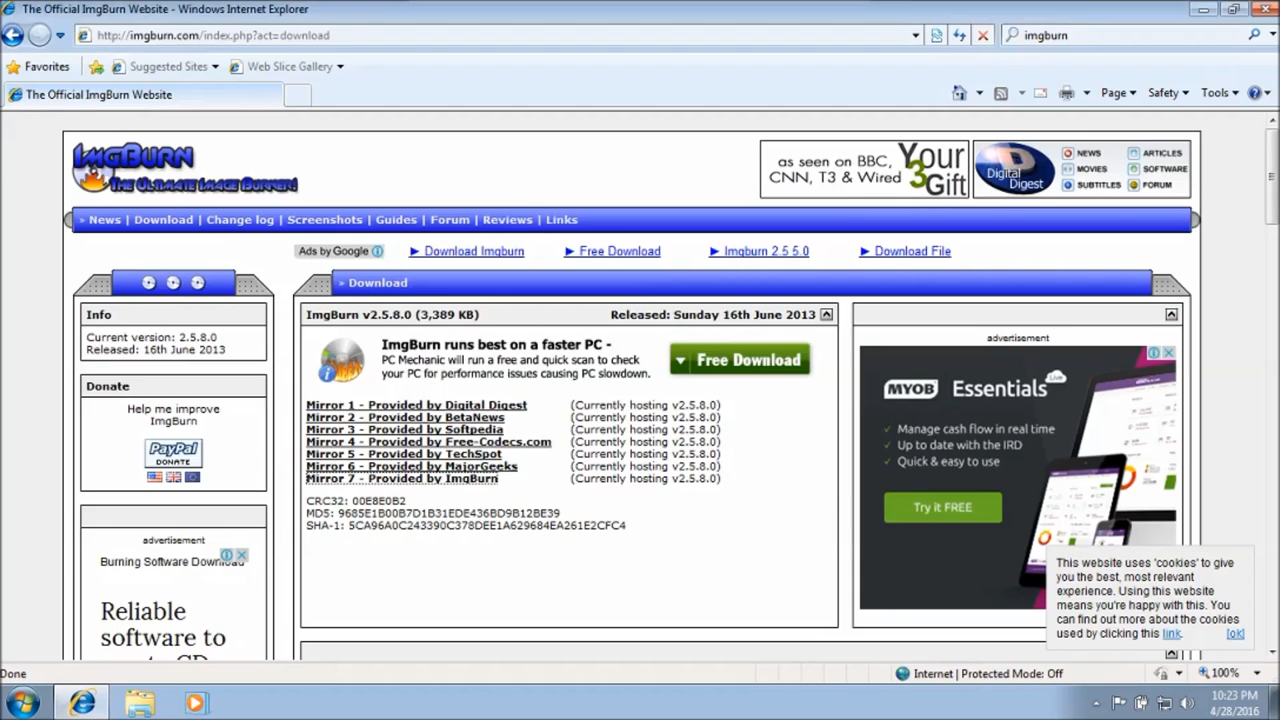 The Official ImgBurn Website - Windows Internet Explorer
http://imgburn.com/index.php?act=download
imgburn
Favorites
Suggested Sites
Web Slice Gallery
The Official ImgBurn Website
Page
Safety
Tools
ImgBurn
The Ultimate Image Burner!
as seen on BBC,
CNN, T3 & Wired
Your
3
Gift
Digital
Digest
NEWS
ARTICLES
MOVIES
SOFTWARE
SUBTITLES
FORUM
» News | Download | Change log | Screenshots | Guides | Forum | Reviews | Links
Ads by Google
Download Imgburn
Free Download
Imgburn 2.5 5.0
Download File
» Download
Info
Current version: 2.5.8.0
Released: 16th June 2013
Donate
Help me improve
ImgBurn
PayPal
DONATE
advertisement
Burning Software Download
Reliable
software to
ImgBurn v2.5.8.0 (3,389 KB)
Released: Sunday 16th June 2013
ImgBurn runs best on a faster PC -
PC Mechanic will run a free and quick scan to check
your PC for performance issues causing PC slowdown.
Free Download
Mirror 1 - Provided by Digital Digest (Currently hosting v2.5.8.0)
Mirror 2 - Provided by BetaNews (Currently hosting v2.5.8.0)
Mirror 3 - Provided by Softpedia (Currently hosting v2.5.8.0)
Mirror 4 - Provided by Free-Codecs.com (Currently hosting v2.5.8.0)
Mirror 5 - Provided by TechSpot (Currently hosting v2.5.8.0)
Mirror 6 - Provided by MajorGeeks (Currently hosting v2.5.8.0)
Mirror 7 - Provided by ImgBurn (Currently hosting v2.5.8.0)
CRC32: 00E8E0B2
MD5: 9685E1B00B7D1B31EDE436BD9B12BE39
SHA-1: 5CA96A0C243390C378DEE1A629684EA261E2CFC4
advertisement
MYOB Essentials Live
Manage cash flow in real time
Up to date with the IRD
Quick & easy to use
Try it FREE
This website uses 'cookies' to give
you the best, most relevant
experience. Using this website
means you're happy with this. You
can find out more about the cookies
used by clicking this link.
[ok]
Done
Internet | Protected Mode: Off
100%
10:23 PM
4/28/2016